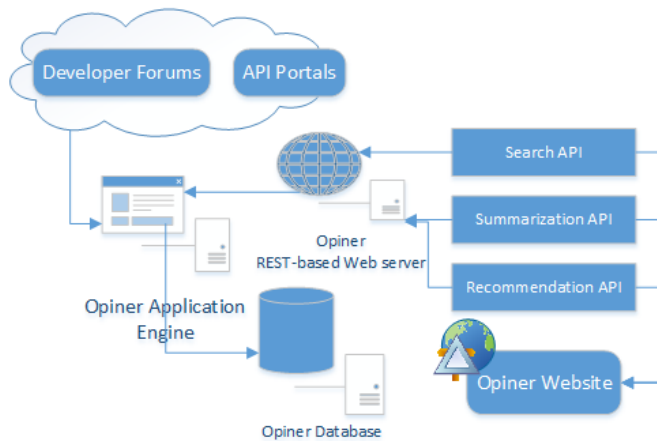 Developer Forums
API Portals
Search API
Summarization API
Recommendation API
Opiner
REST-based Web server
Opiner Application
Engine
Opiner Website
Opiner Database